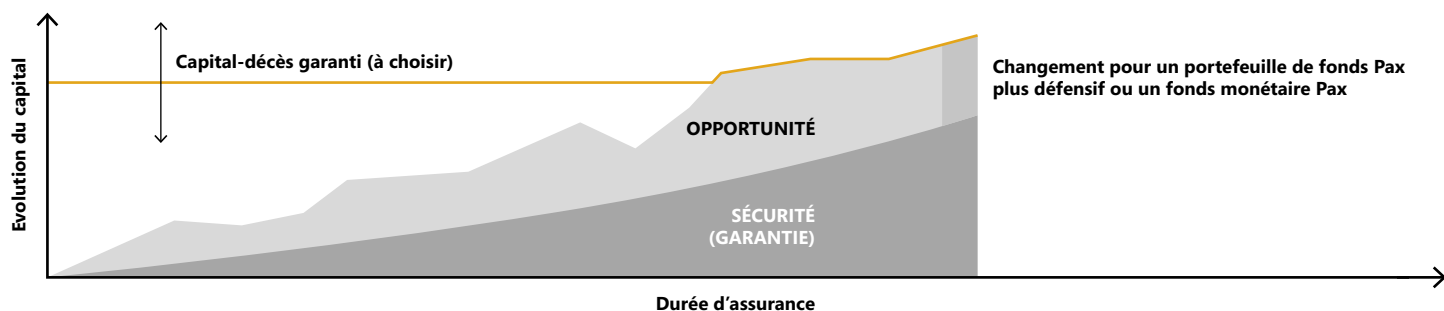 Evolution du capital
Capital-décès garanti (à choisir)
OPPORTUNITÉ
SÉCURITÉ
(GARANTIE)
Changement pour un portefeuille de fonds Pax
plus défensif ou un fonds monétaire Pax
Durée d’assurance